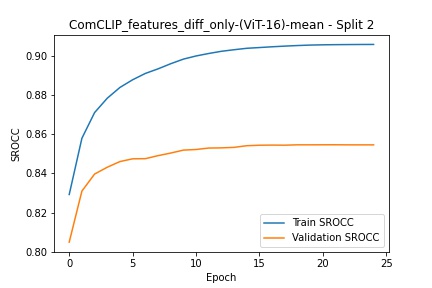 ComCLIP_features_diff_only-(ViT-16)-mean - Split 2
0.90
0.88
0.86
0.84
0.82
0.80
SROCC
Train SROCC
Validation SROCC
0 5 10 15 20 25
Epoch